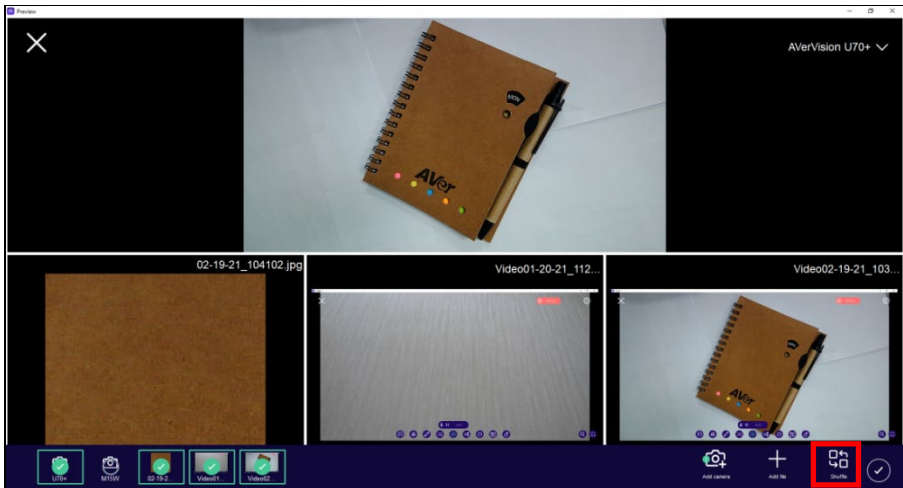 Preview
AVerVision U70+
AVer
02-19-21_104102.jpg
Video01-20-21_112...
Video02-19-21_103...
AVer
U70+
M15W
02-19-2...
Video01...
Video02...
Add camera
Add file
Shuffle